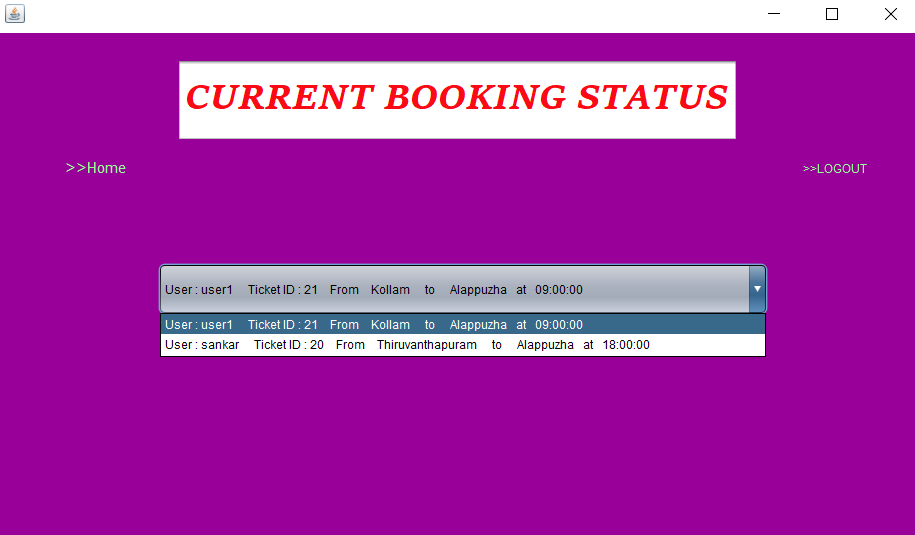 CURRENT BOOKING STATUS
>>Home
>>LOGOUT
User : user1 Ticket ID : 21 From Kollam to Alappuzha at 09:00:00
User : user1 Ticket ID : 21 From Kollam to Alappuzha at 09:00:00
User : sankar Ticket ID : 20 From Thiruvanthapuram to Alappuzha at 18:00:00